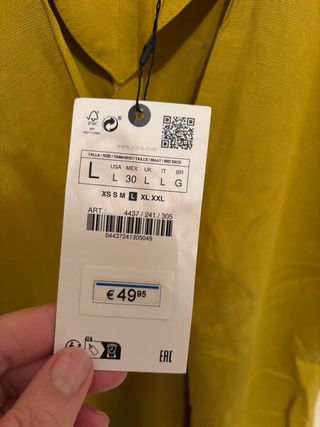 FSC
www.zara.com
TALLA/SIZE/TAMANHO/TAILLE/MAAT/BEDENEN
L
USA MEX UK IT BR
L 30 L L G
XS S M L XL XXL
ART.: 4437/241/305
04437241305049
€ 49 95
EAC